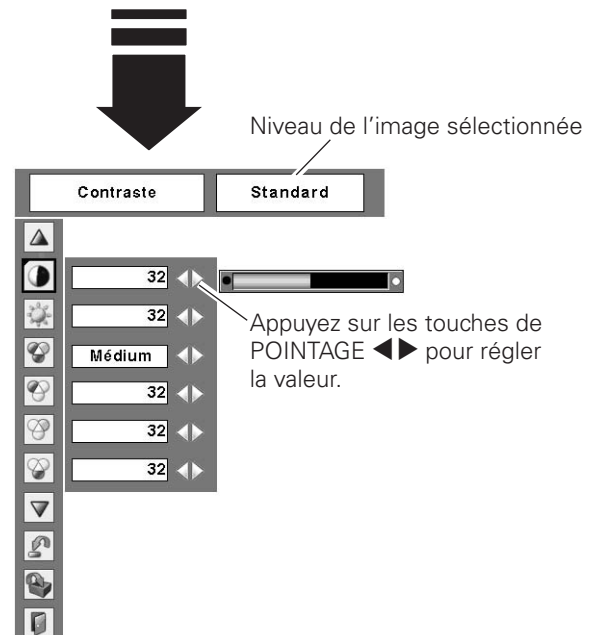 Niveau de l'image sélectionnée
Contraste Standard
32
32
Appuyez sur les touches de
POINTAGE ◀▶ pour régler
la valeur.
Médium
32
32
32